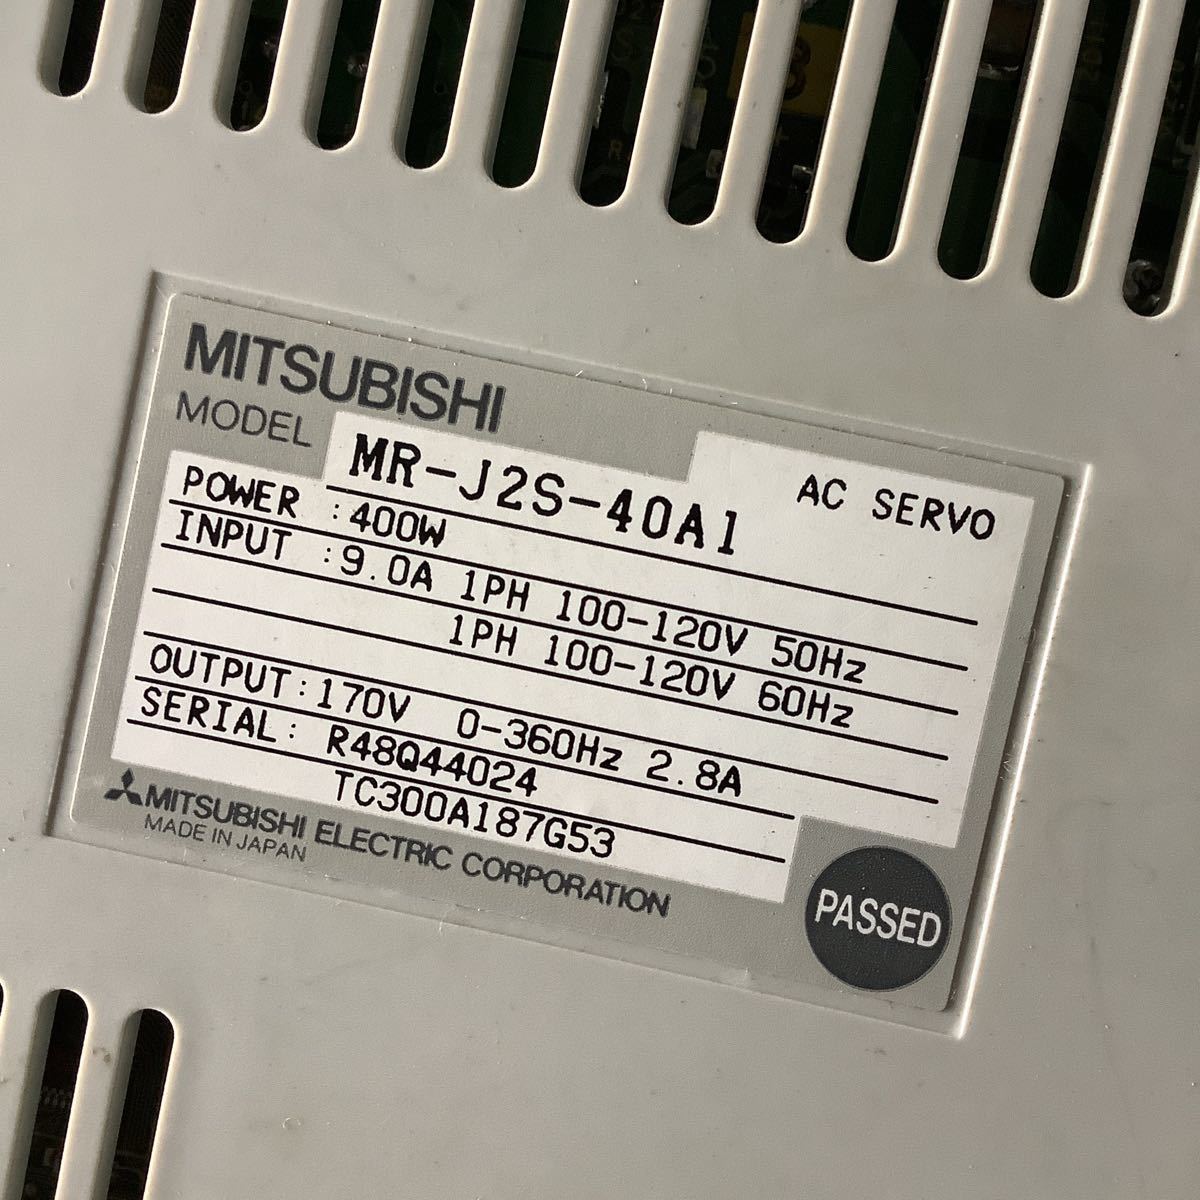 MITSUBISHI
MODEL MR-J2S-40A1 AC SERVO
POWER :400W
INPUT :9.0A 1PH 100-120V 50Hz
1PH 100-120V 60Hz
OUTPUT:170V 0-360Hz 2.8A
SERIAL: R48Q44024
TC300A187G53
MITSUBISHI ELECTRIC CORPORATION
MADE IN JAPAN
PASSED